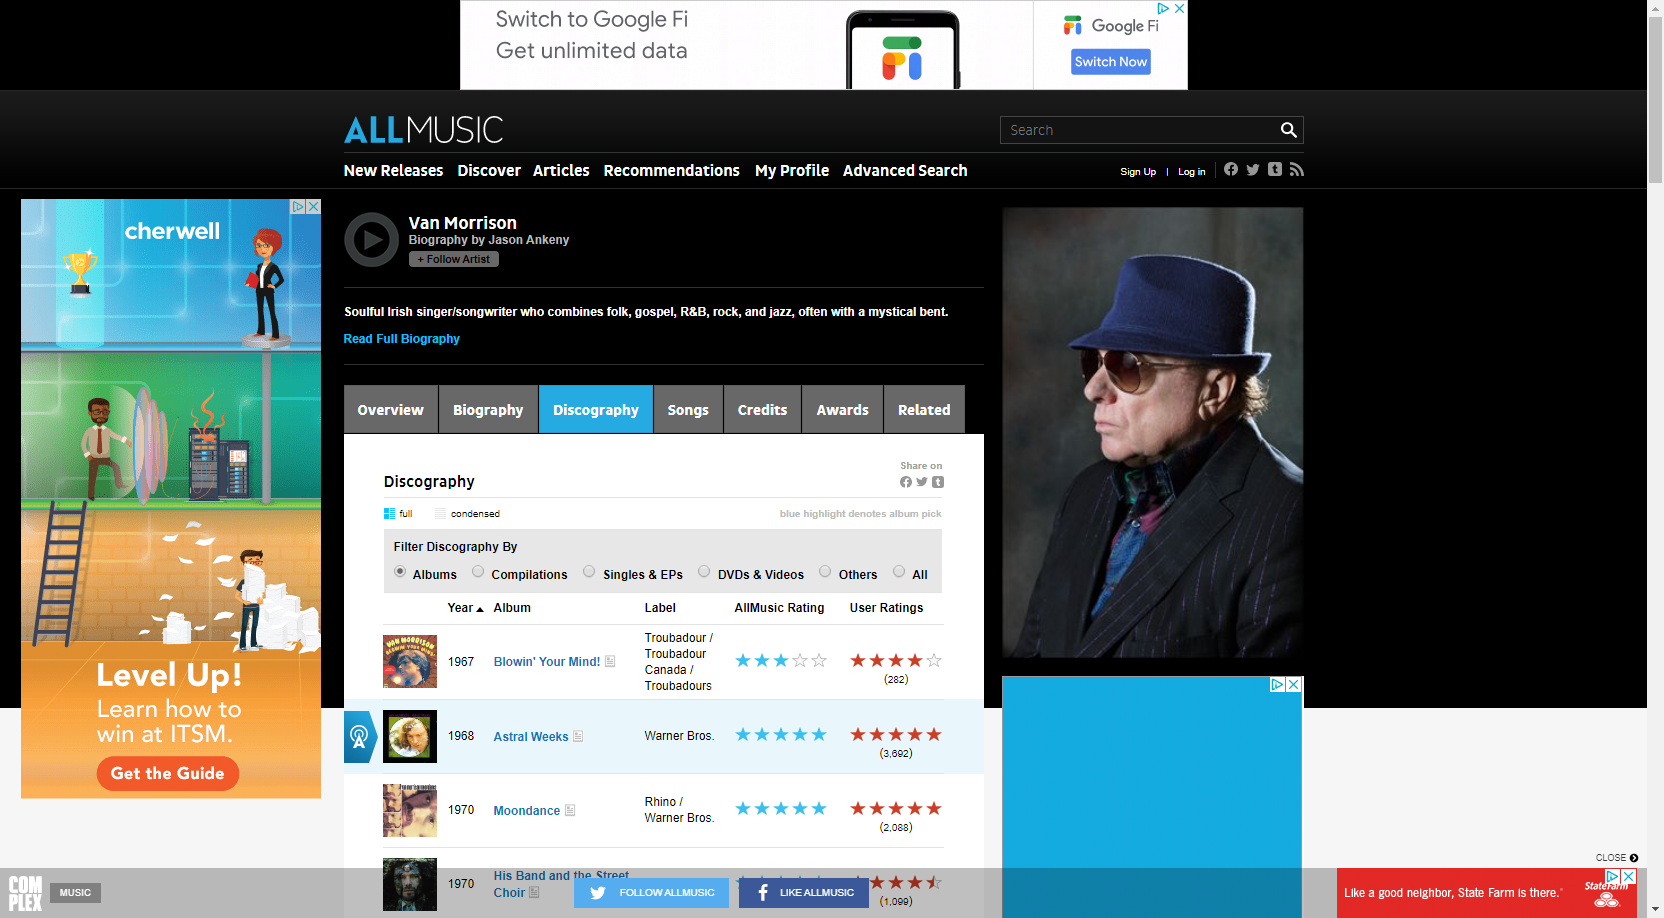 Switch to Google Fi
Get unlimited data
Google Fi
Switch Now
ALLMUSIC
Search
New Releases Discover Articles Recommendations My Profile Advanced Search
Sign Up | Log in
cherwell
Level Up!
Learn how to
win at ITSM.
Get the Guide
Van Morrison
Biography by Jason Ankeny
+ Follow Artist
Soulful Irish singer/songwriter who combines folk, gospel, R&B, rock, and jazz, often with a mystical bent.
Read Full Biography
Overview Biography Discography Songs Credits Awards Related
Share on
Discography
full condensed blue highlight denotes album pick
Filter Discography By
Albums Compilations Singles & EPs DVDs & Videos Others All
Year Album Label AllMusic Rating User Ratings
VAN MORRISON
BLOWIN' YOUR MIND!
1967 Blowin' Your Mind! Troubadour /
Troubadour
Canada /
Troubadours
(282)
1968 Astral Weeks Warner Bros.
(3,692)
1970 Moondance Rhino /
Warner Bros.
(2,088)
1970 His Band and the Street
Choir
(1,099)
COMPLEX
MUSIC
FOLLOW ALLMUSIC
LIKE ALLMUSIC
CLOSE
Like a good neighbor, State Farm is there.®
StateFarm